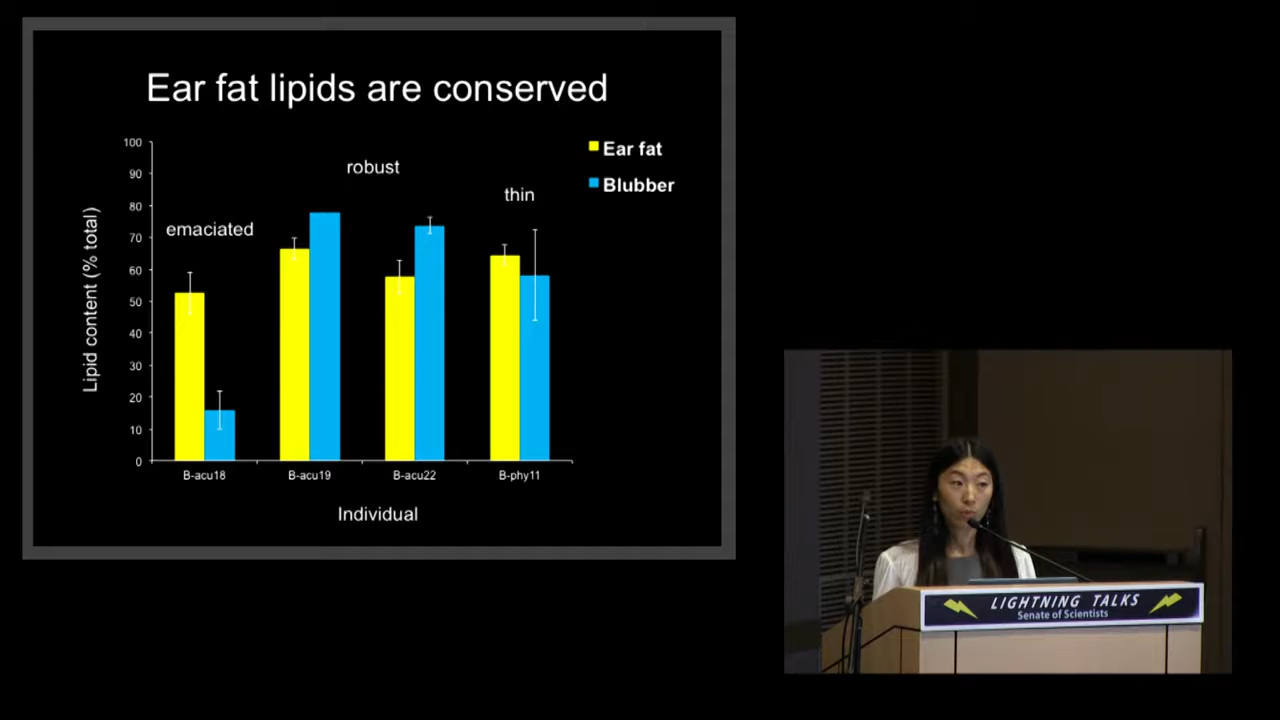 Ear fat lipids are conserved
Ear fat
Blubber
emaciated
robust
thin
Lipid content (% total)
100
90
80
70
60
50
40
30
20
10
0
B-acu18
B-acu19
B-acu22
B-phy11
Individual
LIGHTNING TALKS
Senate of Scientists